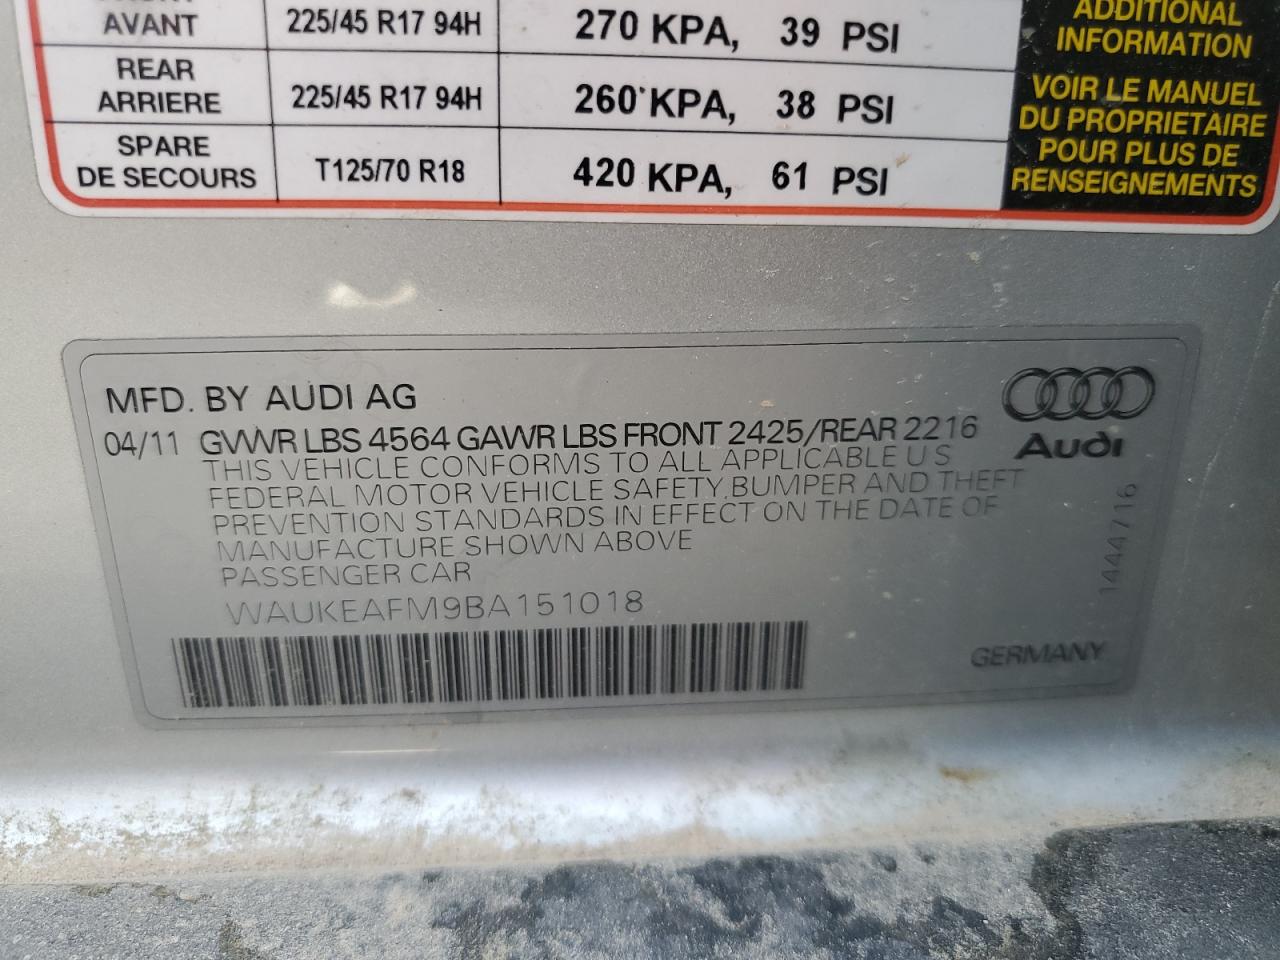 AVANT 225/45 R17 94H 270 KPA, 39 PSI
REAR
ARRIERE 225/45 R17 94H 260 KPA, 38 PSI
SPARE
DE SECOURS T125/70 R18 420 KPA, 61 PSI
ADDITIONAL
INFORMATION
VOIR LE MANUEL
DU PROPRIETAIRE
POUR PLUS DE
RENSEIGNEMENTS
MFD. BY AUDI AG
04/11 GVWR LBS 4564 GAWR LBS FRONT 2425/REAR 2216
THIS VEHICLE CONFORMS TO ALL APPLICABLE U S
FEDERAL MOTOR VEHICLE SAFETY, BUMPER AND THEFT
PREVENTION STANDARDS IN EFFECT ON THE DATE OF
MANUFACTURE SHOWN ABOVE
PASSENGER CAR
WAUKEAFM9BA151018
Audi
1444716
GERMANY